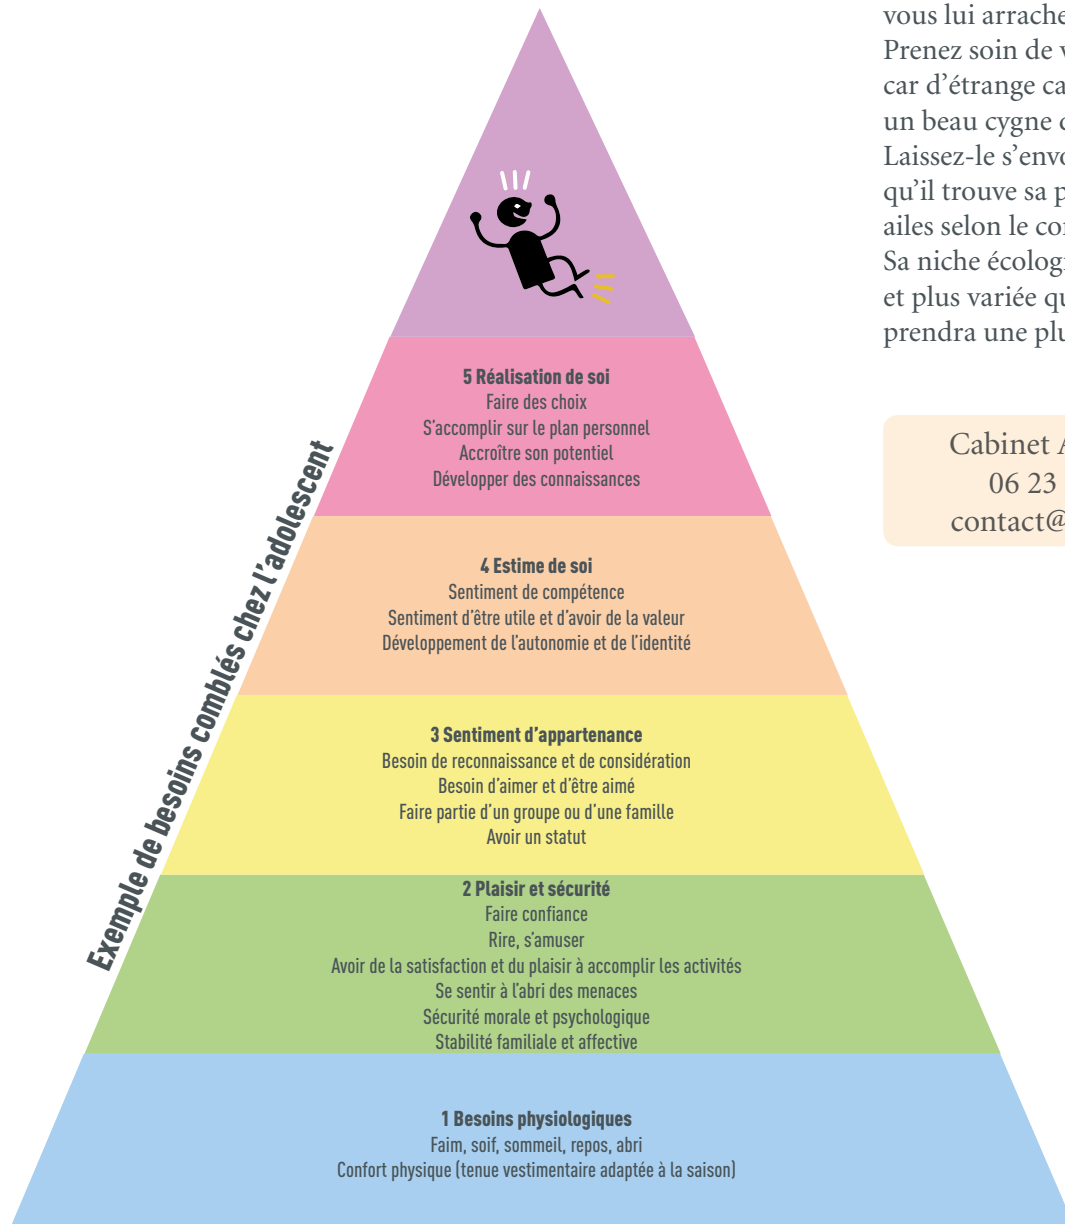 vous lui arrache
Prenez soin de v
car d’étrange ca
un beau cygne
Laissez-le s’envo
qu’il trouve sa p
ailes selon le co
Sa niche écolog
et plus variée qu
prendra une plu
Cabinet
06 23
contact@
Exemple de besoins comblés chez l’adolescent
5 Réalisation de soi
Faire des choix
S’accomplir sur le plan personnel
Accroître son potentiel
Développer des connaissances
4 Estime de soi
Sentiment de compétence
Sentiment d’être utile et d’avoir de la valeur
Développement de l’autonomie et de l’identité
3 Sentiment d’appartenance
Besoin de reconnaissance et de considération
Besoin d’aimer et d’être aimé
Faire partie d’un groupe ou d’une famille
Avoir un statut
2 Plaisir et sécurité
Faire confiance
Rire, s’amuser
Avoir de la satisfaction et du plaisir à accomplir les activités
Se sentir à l’abri des menaces
Sécurité morale et psychologique
Stabilité familiale et affective
1 Besoins physiologiques
Faim, soif, sommeil, repos, abri
Confort physique (tenue vestimentaire adaptée à la saison)